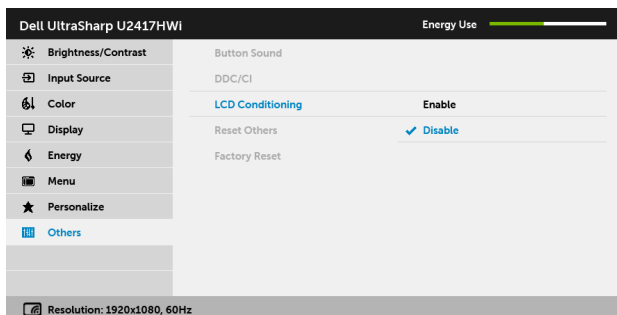 Dell UltraSharp U2417HWi
Energy Use
Brightness/Contrast
Button Sound
Input Source
DDC/CI
Color
LCD Conditioning
Enable
Display
Reset Others
Disable
Energy
Factory Reset
Menu
Personalize
Others
Resolution: 1920x1080, 60Hz